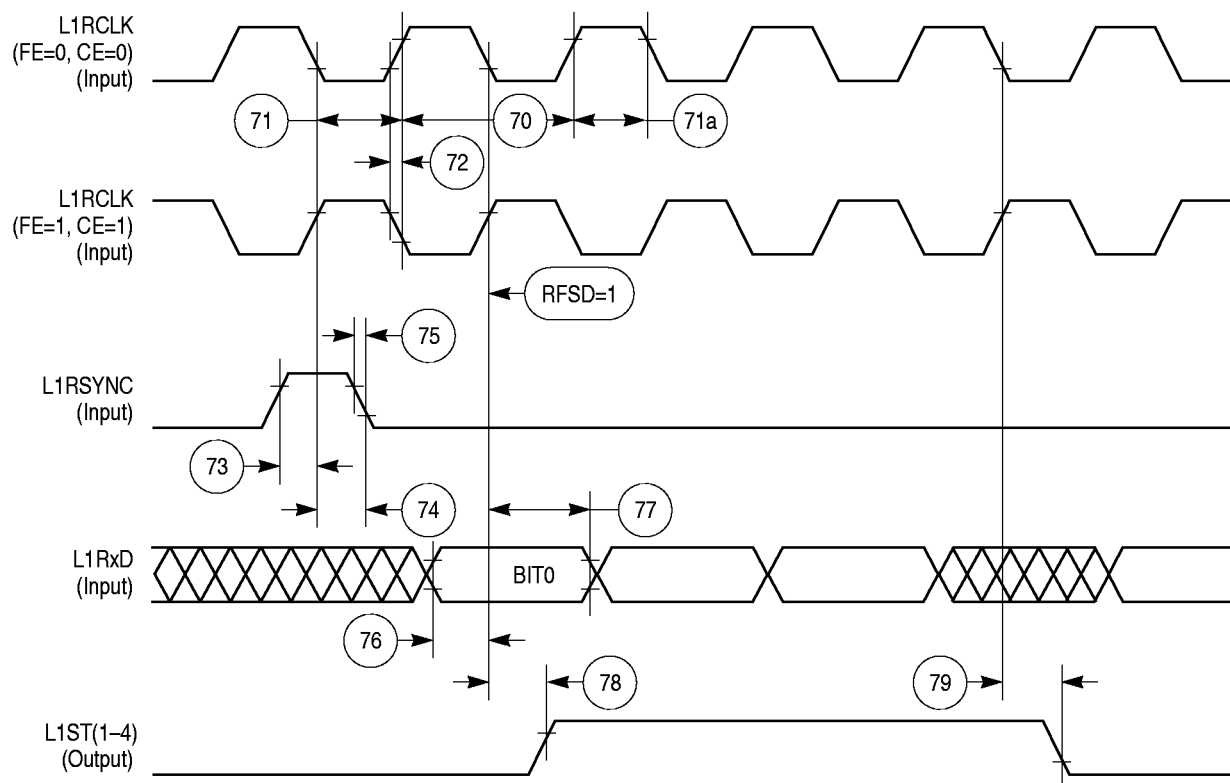 L1RCLK
(FE=0, CE=0)
(Input)
71
70
71a
72
L1RCLK
(FE=1, CE=1)
(Input)
RFSD=1
75
L1RSYNC
(Input)
73
74
77
L1RxD
(Input)
BIT0
76
78
79
L1ST(1–4)
(Output)